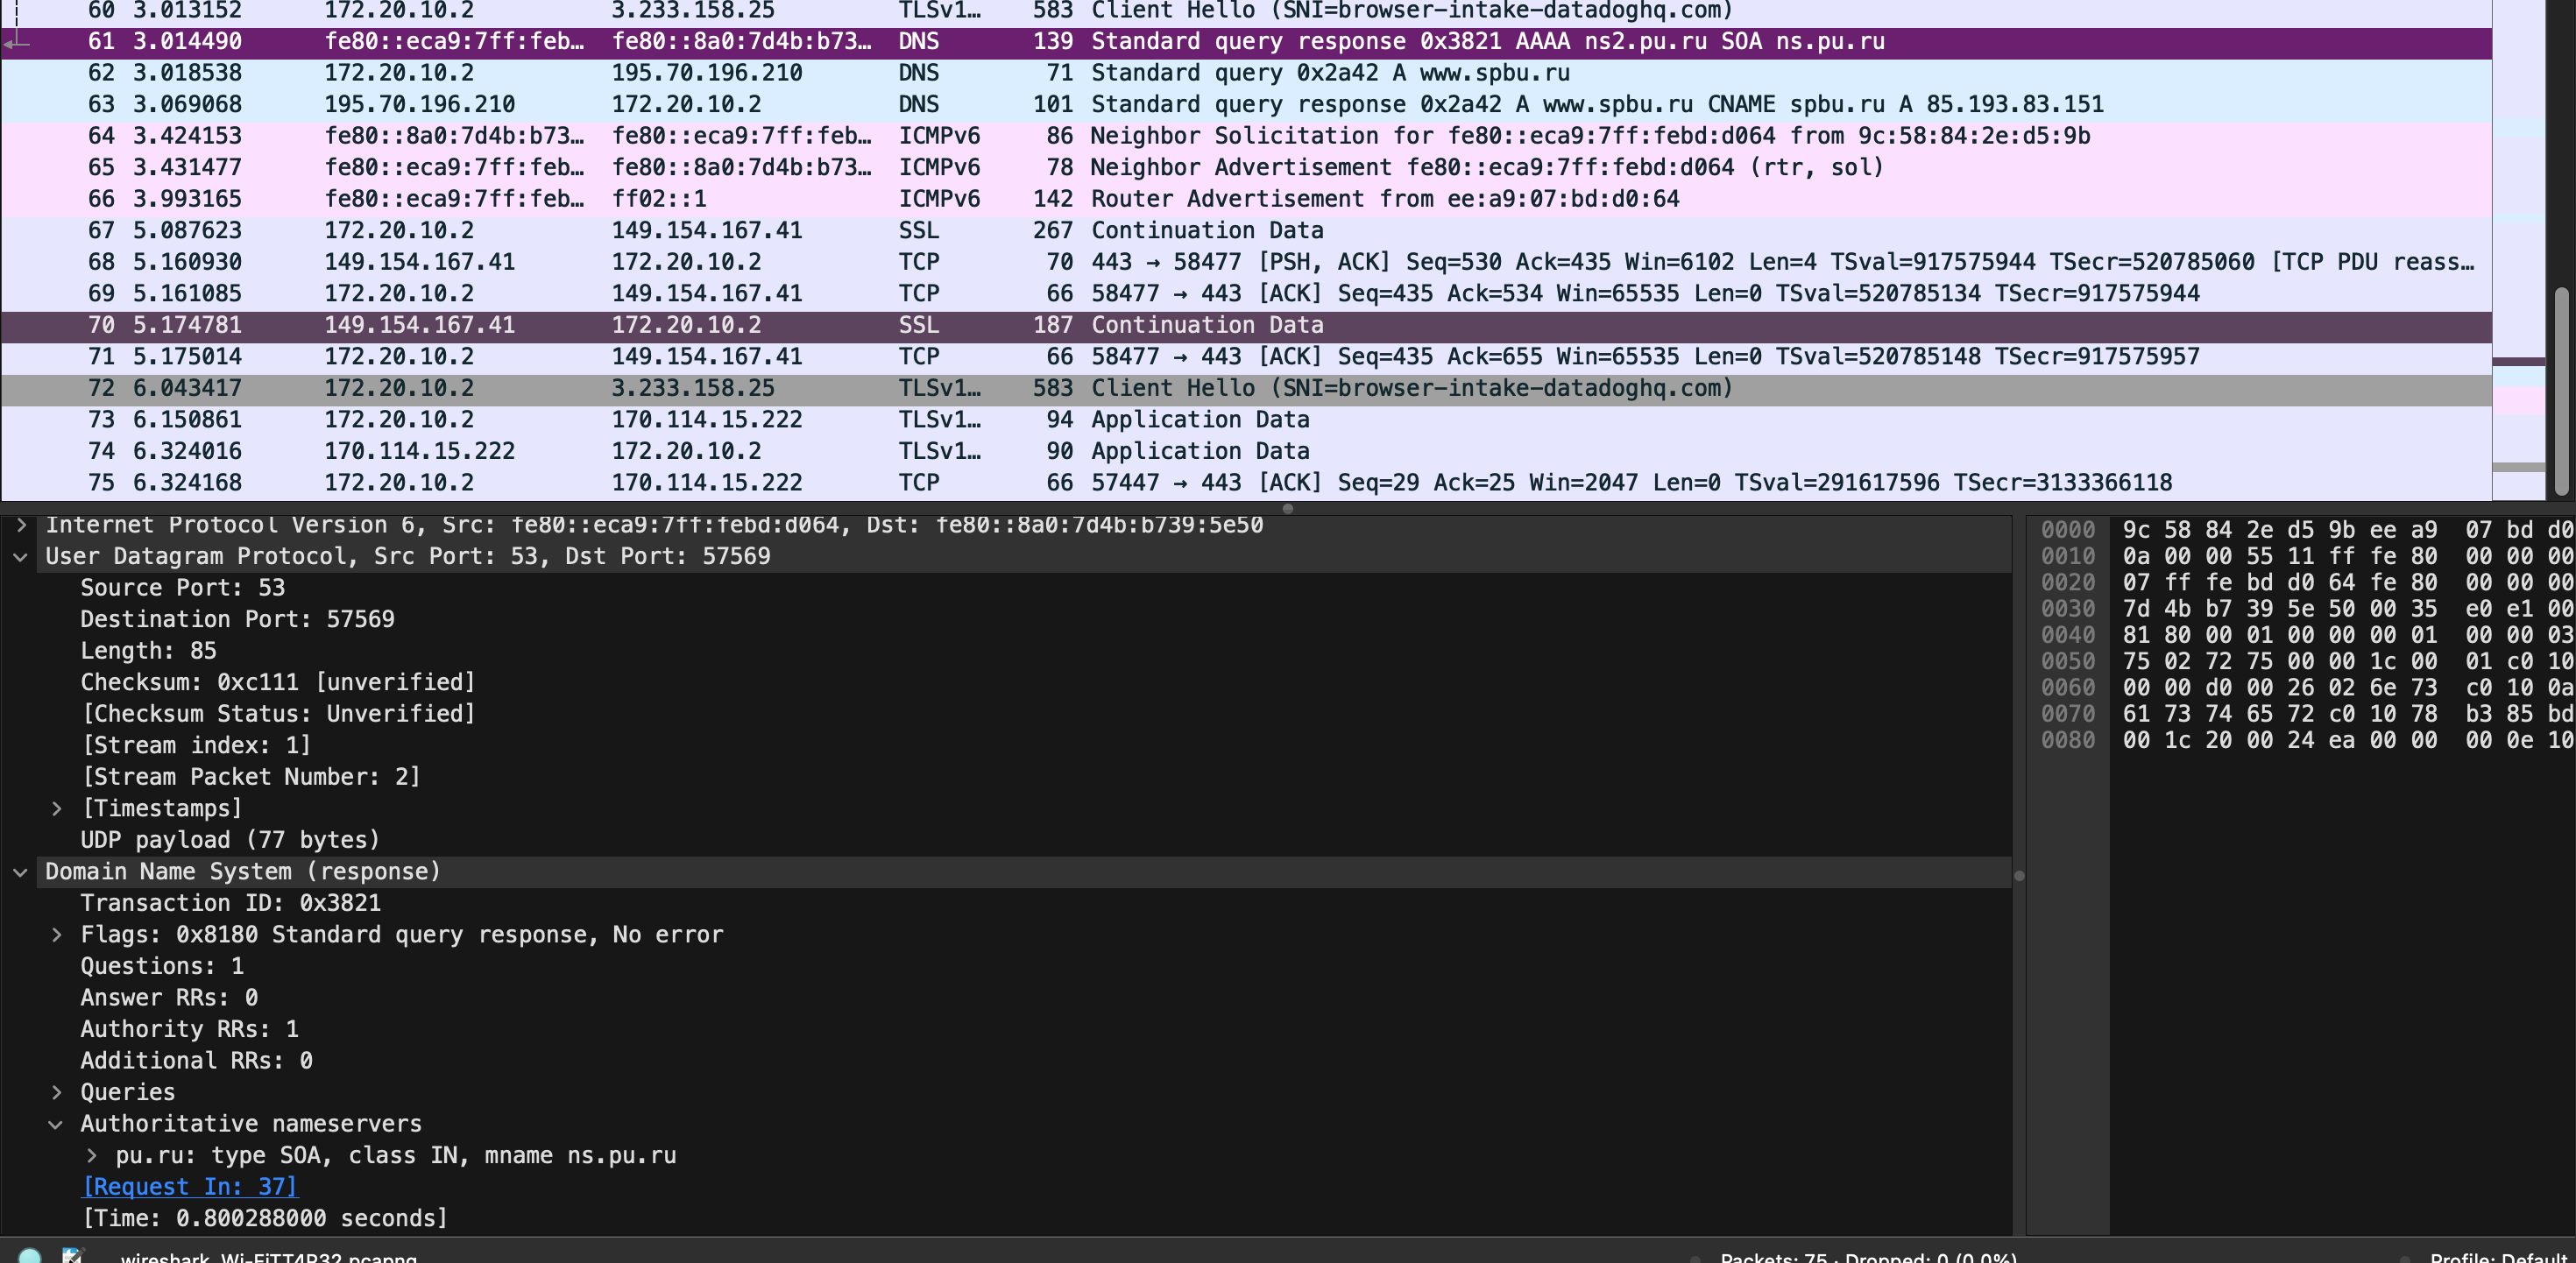 60 3.013152 172.20.10.2 3.233.158.25 TLSv1… 583 Client Hello (SNI=browser-intake-datadoghq.com)
61 3.014490 fe80::eca9:7ff:feb… fe80::8a0:7d4b:b73… DNS 139 Standard query response 0x3821 AAAA ns2.pu.ru SOA ns.pu.ru
62 3.018538 172.20.10.2 195.70.196.210 DNS 71 Standard query 0x2a42 A www.spbu.ru
63 3.069068 195.70.196.210 172.20.10.2 DNS 101 Standard query response 0x2a42 A www.spbu.ru CNAME spbu.ru A 85.193.83.151
64 3.424153 fe80::8a0:7d4b:b73… fe80::eca9:7ff:feb… ICMPv6 86 Neighbor Solicitation for fe80::eca9:7ff:febd:d064 from 9c:58:84:2e:d5:9b
65 3.431477 fe80::eca9:7ff:feb… fe80::8a0:7d4b:b73… ICMPv6 78 Neighbor Advertisement fe80::eca9:7ff:febd:d064 (rtr, sol)
66 3.993165 fe80::eca9:7ff:feb… ff02::1 ICMPv6 142 Router Advertisement from ee:a9:07:bd:d0:64
67 5.087623 172.20.10.2 149.154.167.41 SSL 267 Continuation Data
68 5.160930 149.154.167.41 172.20.10.2 TCP 70 443 → 58477 [PSH, ACK] Seq=530 Ack=435 Win=6102 Len=4 TSval=917575944 TSecr=520785060 [TCP PDU reass…
69 5.161085 172.20.10.2 149.154.167.41 TCP 66 58477 → 443 [ACK] Seq=435 Ack=534 Win=65535 Len=0 TSval=520785134 TSecr=917575944
70 5.174781 149.154.167.41 172.20.10.2 SSL 187 Continuation Data
71 5.175014 172.20.10.2 149.154.167.41 TCP 66 58477 → 443 [ACK] Seq=435 Ack=655 Win=65535 Len=0 TSval=520785148 TSecr=917575957
72 6.043417 172.20.10.2 3.233.158.25 TLSv1… 583 Client Hello (SNI=browser-intake-datadoghq.com)
73 6.150861 172.20.10.2 170.114.15.222 TLSv1… 94 Application Data
74 6.324016 170.114.15.222 172.20.10.2 TLSv1… 90 Application Data
75 6.324168 172.20.10.2 170.114.15.222 TCP 66 57447 → 443 [ACK] Seq=29 Ack=25 Win=2047 Len=0 TSval=291617596 TSecr=3133366118
Internet Protocol Version 6, Src: fe80::eca9:7ff:febd:d064, Dst: fe80::8a0:7d4b:b739:5e50
User Datagram Protocol, Src Port: 53, Dst Port: 57569
Source Port: 53
Destination Port: 57569
Length: 85
Checksum: 0xc111 [unverified]
[Checksum Status: Unverified]
[Stream index: 1]
[Stream Packet Number: 2]
[Timestamps]
UDP payload (77 bytes)
Domain Name System (response)
Transaction ID: 0x3821
Flags: 0x8180 Standard query response, No error
Questions: 1
Answer RRs: 0
Authority RRs: 1
Additional RRs: 0
Queries
Authoritative nameservers
pu.ru: type SOA, class IN, mname ns.pu.ru
[Request In: 37]
[Time: 0.800288000 seconds]
0000 9c 58 84 2e d5 9b ee a9 07 bd d0
0010 0a 00 00 55 11 ff fe 80 00 00 00
0020 07 ff fe bd d0 64 fe 80 00 00 00
0030 7d 4b b7 39 5e 50 00 35 e0 e1 00
0040 81 80 00 01 00 00 00 01 00 00 03
0050 75 02 72 75 00 00 1c 00 01 c0 10
0060 00 00 d0 00 26 02 6e 73 c0 10 0a
0070 61 73 74 65 72 c0 10 78 b3 85 bd
0080 00 1c 20 00 24 ea 00 00 00 0e 10
Packets: 75 · Dropped: 0 (0.0%)
Profile: Default